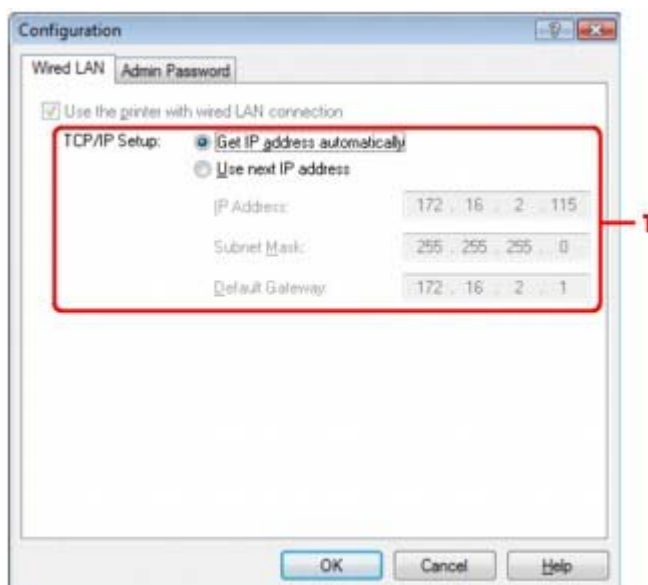 Configuration
Wired LAN Admin Password
Use the printer with wired LAN connection
TCP/IP Setup: Get IP address automatically
Use next IP address
IP Address: 172 . 16 . 2 . 115
Subnet Mask: 255 . 255 . 255 . 0
Default Gateway: 172 . 16 . 2 . 1
1
OK Cancel Help